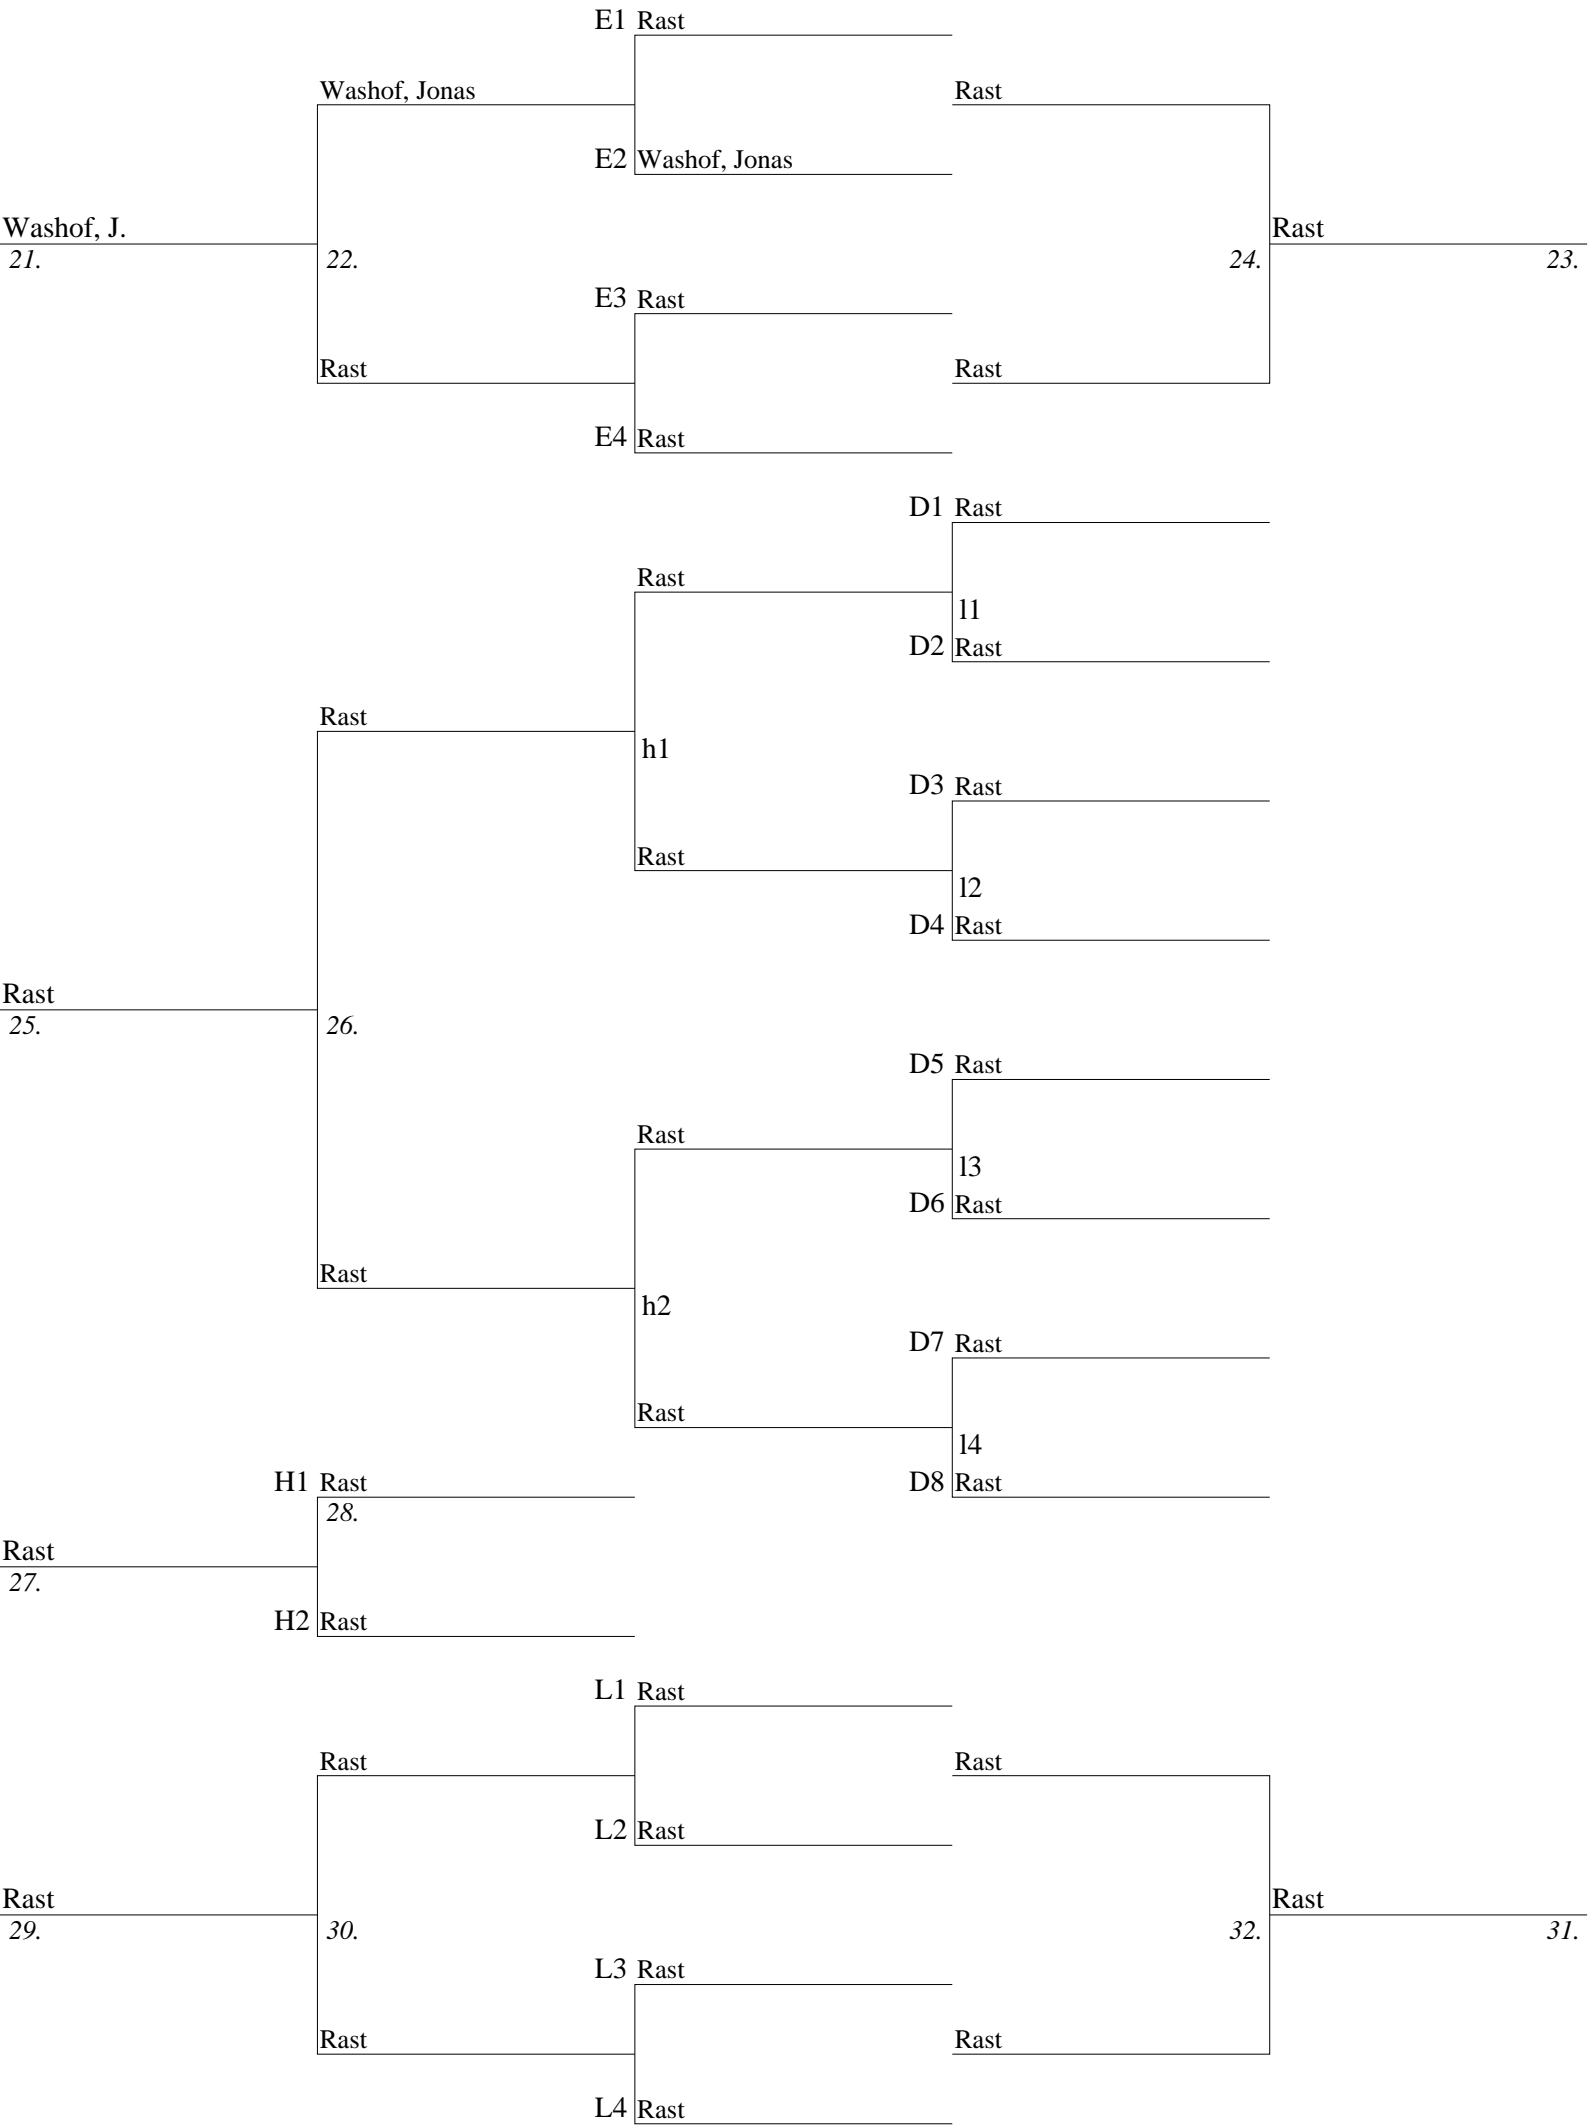 E1 Rast
Washof, Jonas
Rast
E2 Washof, Jonas
Washof, J.
Rast
21.
22.
24.
23.
E3 Rast
Rast
Rast
E4 Rast
D1 Rast
Rast
l1
D2 Rast
Rast
h1
D3 Rast
Rast
l2
D4 Rast
Rast
25.
26.
D5 Rast
Rast
l3
D6 Rast
Rast
h2
D7 Rast
Rast
l4
H1 Rast
D8 Rast
28.
Rast
27.
H2 Rast
L1 Rast
Rast
Rast
L2 Rast
Rast
Rast
29.
30.
32.
31.
L3 Rast
Rast
Rast
L4 Rast